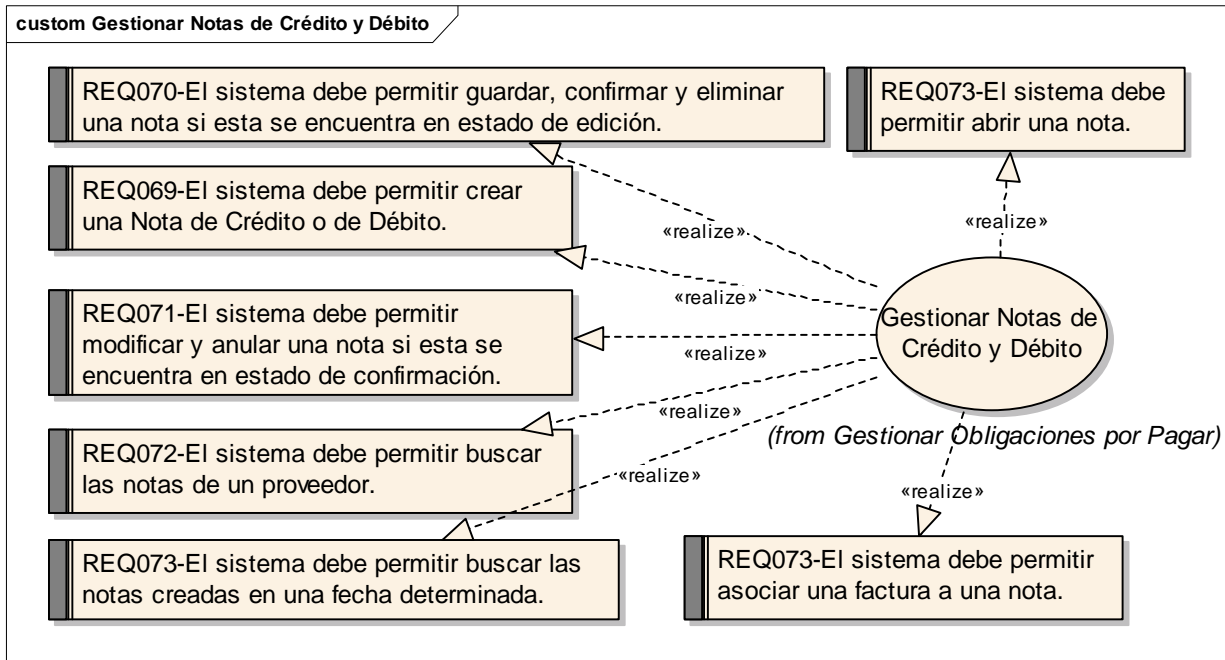 custom Gestionar Notas de Crédito y Débito
REQ070-El sistema debe permitir guardar, confirmar y eliminar
una nota si esta se encuentra en estado de edición.
REQ073-El sistema debe
permitir abrir una nota.
REQ069-El sistema debe permitir crear
una Nota de Crédito o de Débito.
«realize»
«realize»
«realize»
REQ071-El sistema debe permitir
modificar y anular una nota si esta se
encuentra en estado de confirmación.
«realize»
Gestionar Notas de
Crédito y Débito
«realize»
(from Gestionar Obligaciones por Pagar)
REQ072-El sistema debe permitir buscar
las notas de un proveedor.
«realize»
«realize»
REQ073-El sistema debe permitir buscar las
notas creadas en una fecha determinada.
REQ073-El sistema debe permitir
asociar una factura a una nota.